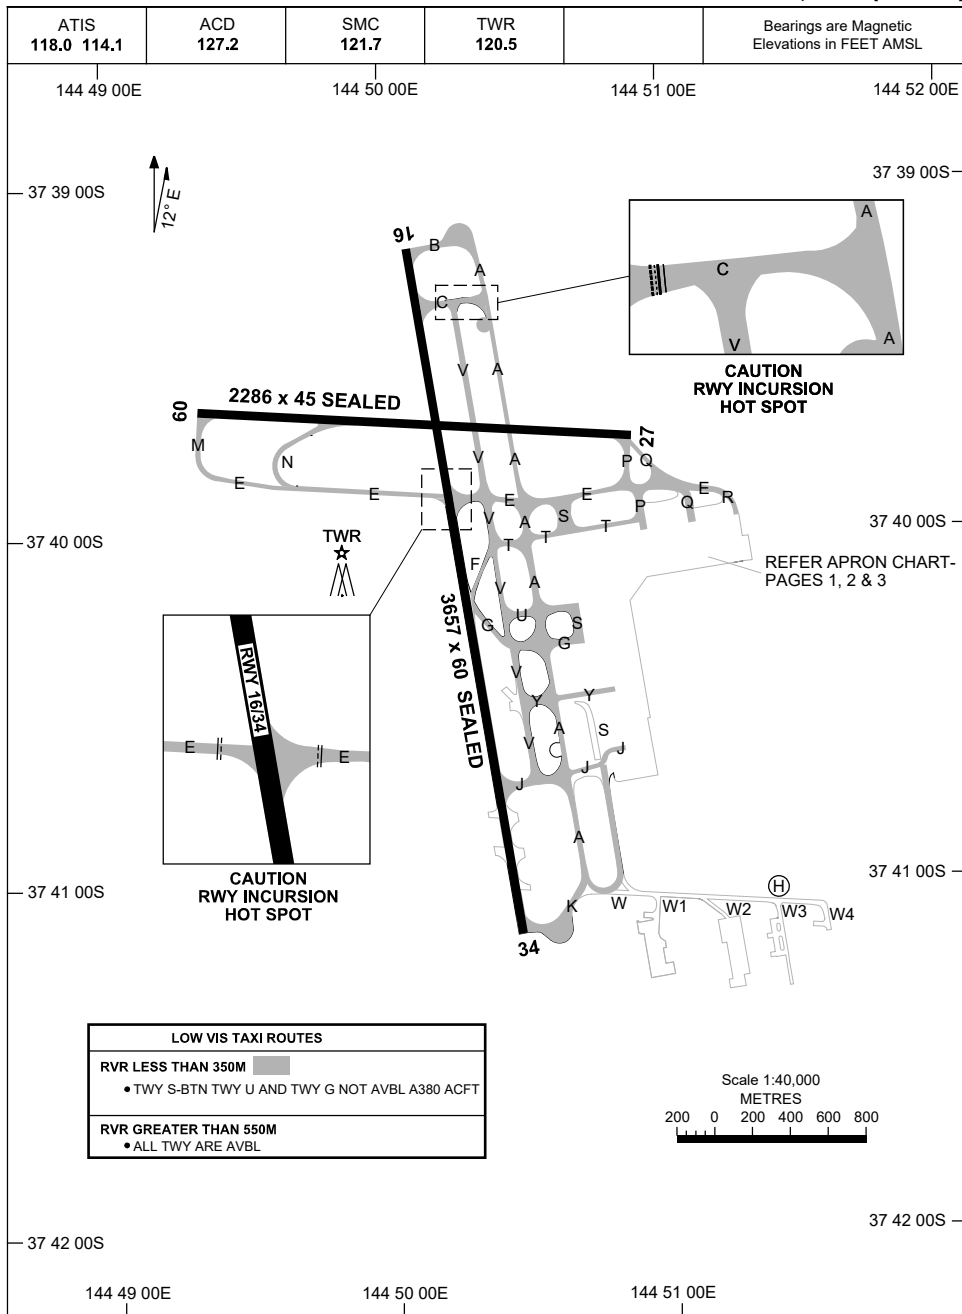 ATIS
118.0 114.1
ACD
127.2
SMC
121.7
TWR
120.5
Bearings are Magnetic
Elevations in FEET AMSL
144 49 00E
144 50 00E
144 51 00E
144 52 00E
37 39 00S
37 39 00S
12° E
16
B
A
C
A
C
V
A
CAUTION
RWY INCURSION
HOT SPOT
V
A
2286 x 45 SEALED
09
27
M
N
E
E
V
A
P
Q
E
E
E
R
P
Q
V
A
S
T
T
T
37 40 00S
37 40 00S
TWR
REFER APRON CHART-
PAGES 1, 2 & 3
F
V
A
U
G
S
G
3657 x 60 SEALED
RWY 16/34
E
E
CAUTION
RWY INCURSION
HOT SPOT
V
Y
Y
A
S
V
J
J
J
A
37 41 00S
37 41 00S
H
K
W
W1
W2
W3
W4
34
LOW VIS TAXI ROUTES
RVR LESS THAN 350M
• TWY S-BTN TWY U AND TWY G NOT AVBL A380 ACFT
RVR GREATER THAN 550M
• ALL TWY ARE AVBL
Scale 1:40,000
METRES
200 0 200 400 600 800
37 42 00S
37 42 00S
144 49 00E
144 50 00E
144 51 00E